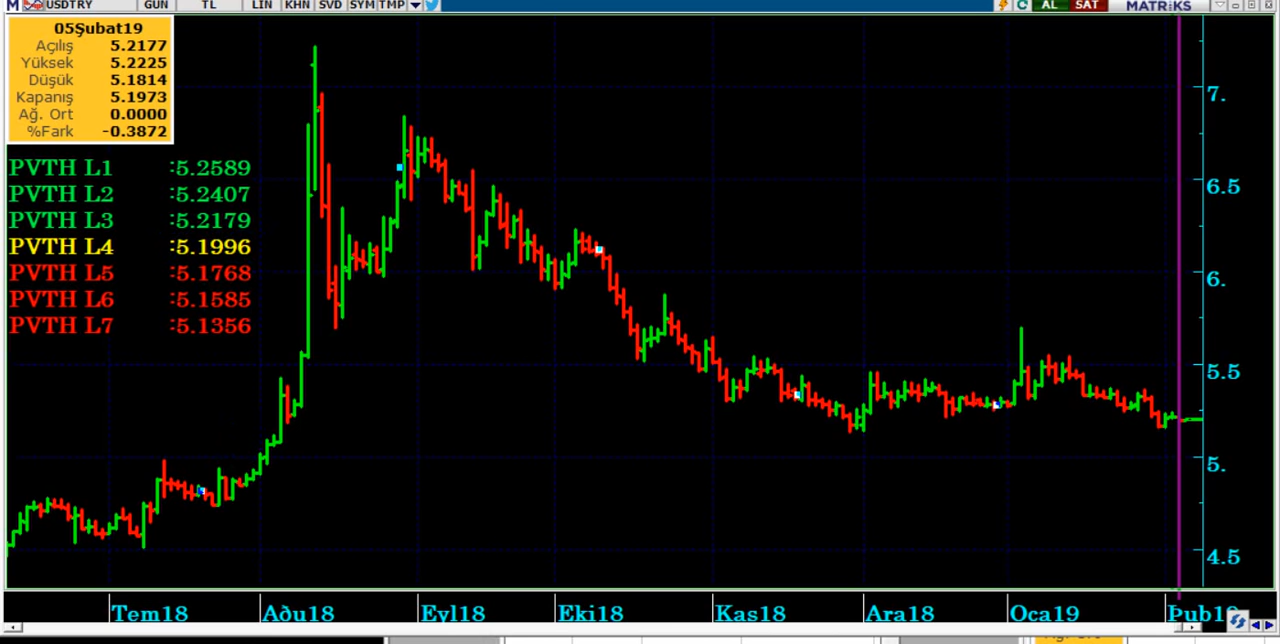 M USDTRY GÜN TL LIN KHN SVD SYM TMP AL SAT MATRiKS
05Şubat19
Açılış 5.2177
Yüksek 5.2225
Düşük 5.1814
Kapanış 5.1973
Ağ. Ort 0.0000
%Fark -0.3872
PVTH L1 :5.2589
PVTH L2 :5.2407
PVTH L3 :5.2179
PVTH L4 :5.1996
PVTH L5 :5.1768
PVTH L6 :5.1585
PVTH L7 :5.1356
7.
6.5
6.
5.5
5.
4.5
Tem18 Aðu18 Eyl18 Eki18 Kas18 Ara18 Oca19 Þub19